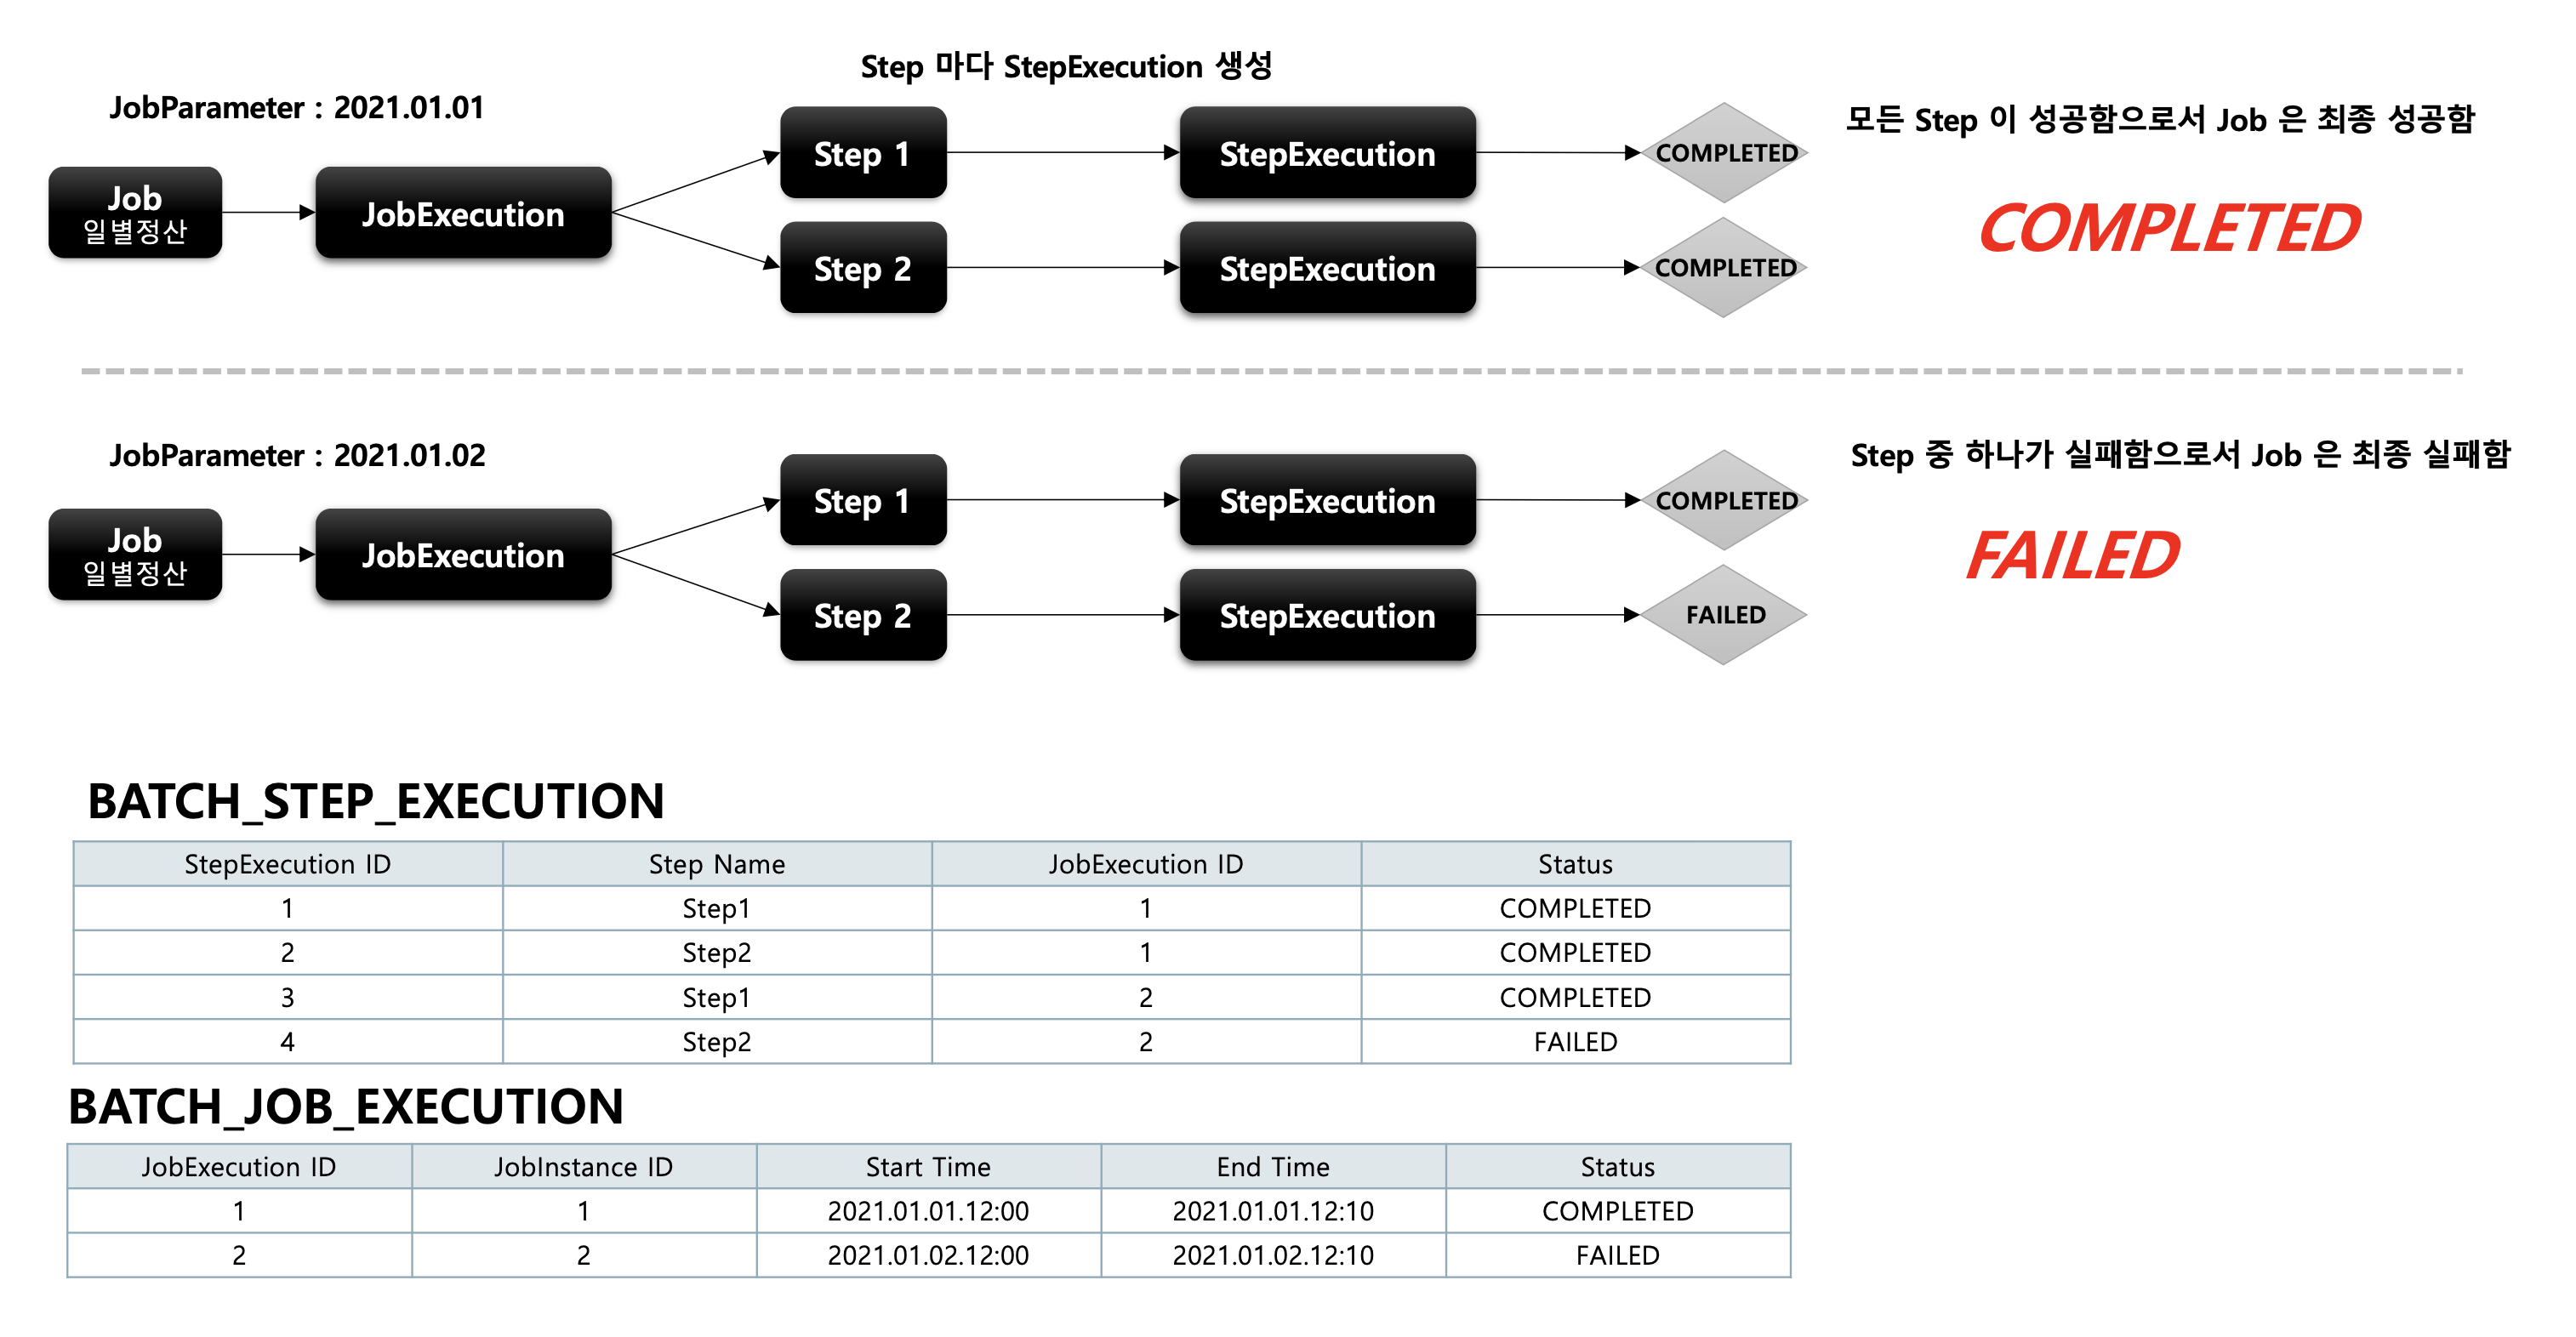 Step 마다 StepExecution 생성
JobParameter : 2021.01.01
Job
일별정산
JobExecution
Step 1
StepExecution
COMPLETED
Step 2
StepExecution
COMPLETED
모든 Step 이 성공함으로서 Job 은 최종 성공함
COMPLETED
JobParameter : 2021.01.02
Job
일별정산
JobExecution
Step 1
StepExecution
COMPLETED
Step 2
StepExecution
FAILED
Step 중 하나가 실패함으로서 Job 은 최종 실패함
FAILED
BATCH_STEP_EXECUTION
StepExecution ID Step Name JobExecution ID Status
1 Step1 1 COMPLETED
2 Step2 1 COMPLETED
3 Step1 2 COMPLETED
4 Step2 2 FAILED
BATCH_JOB_EXECUTION
JobExecution ID JobInstance ID Start Time End Time Status
1 1 2021.01.01.12:00 2021.01.01.12:10 COMPLETED
2 2 2021.01.02.12:00 2021.01.02.12:10 FAILED